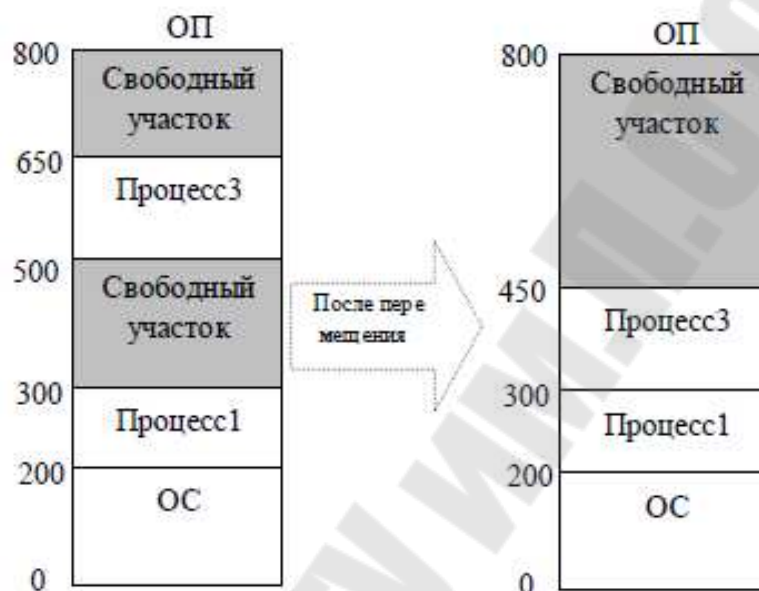 ОП
800
Свободный
участок
650
Процесс3
500
Свободный
участок
300
Процесс1
200
ОС
0
После пере
мещения
ОП
800
Свободный
участок
450
Процесс3
300
Процесс1
200
ОС
0